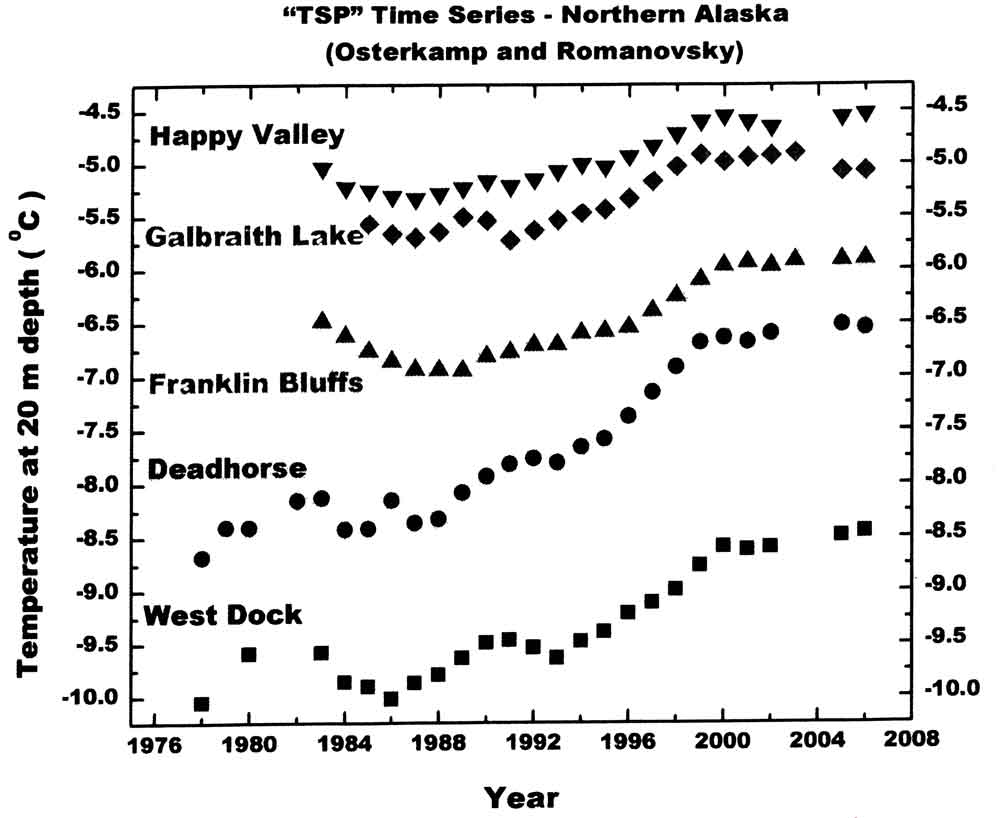 “TSP” Time Series - Northern Alaska
(Osterkamp and Romanovsky)
Temperature at 20 m depth ( °C )
-4.5
-5.0
-5.5
-6.0
-6.5
-7.0
-7.5
-8.0
-8.5
-9.0
-9.5
-10.0
Happy Valley
Galbraith Lake
Franklin Bluffs
Deadhorse
West Dock
-4.5
-5.0
-5.5
-6.0
-6.5
-7.0
-7.5
-8.0
-8.5
-9.0
-9.5
-10.0
1976 1980 1984 1988 1992 1996 2000 2004 2008
Year